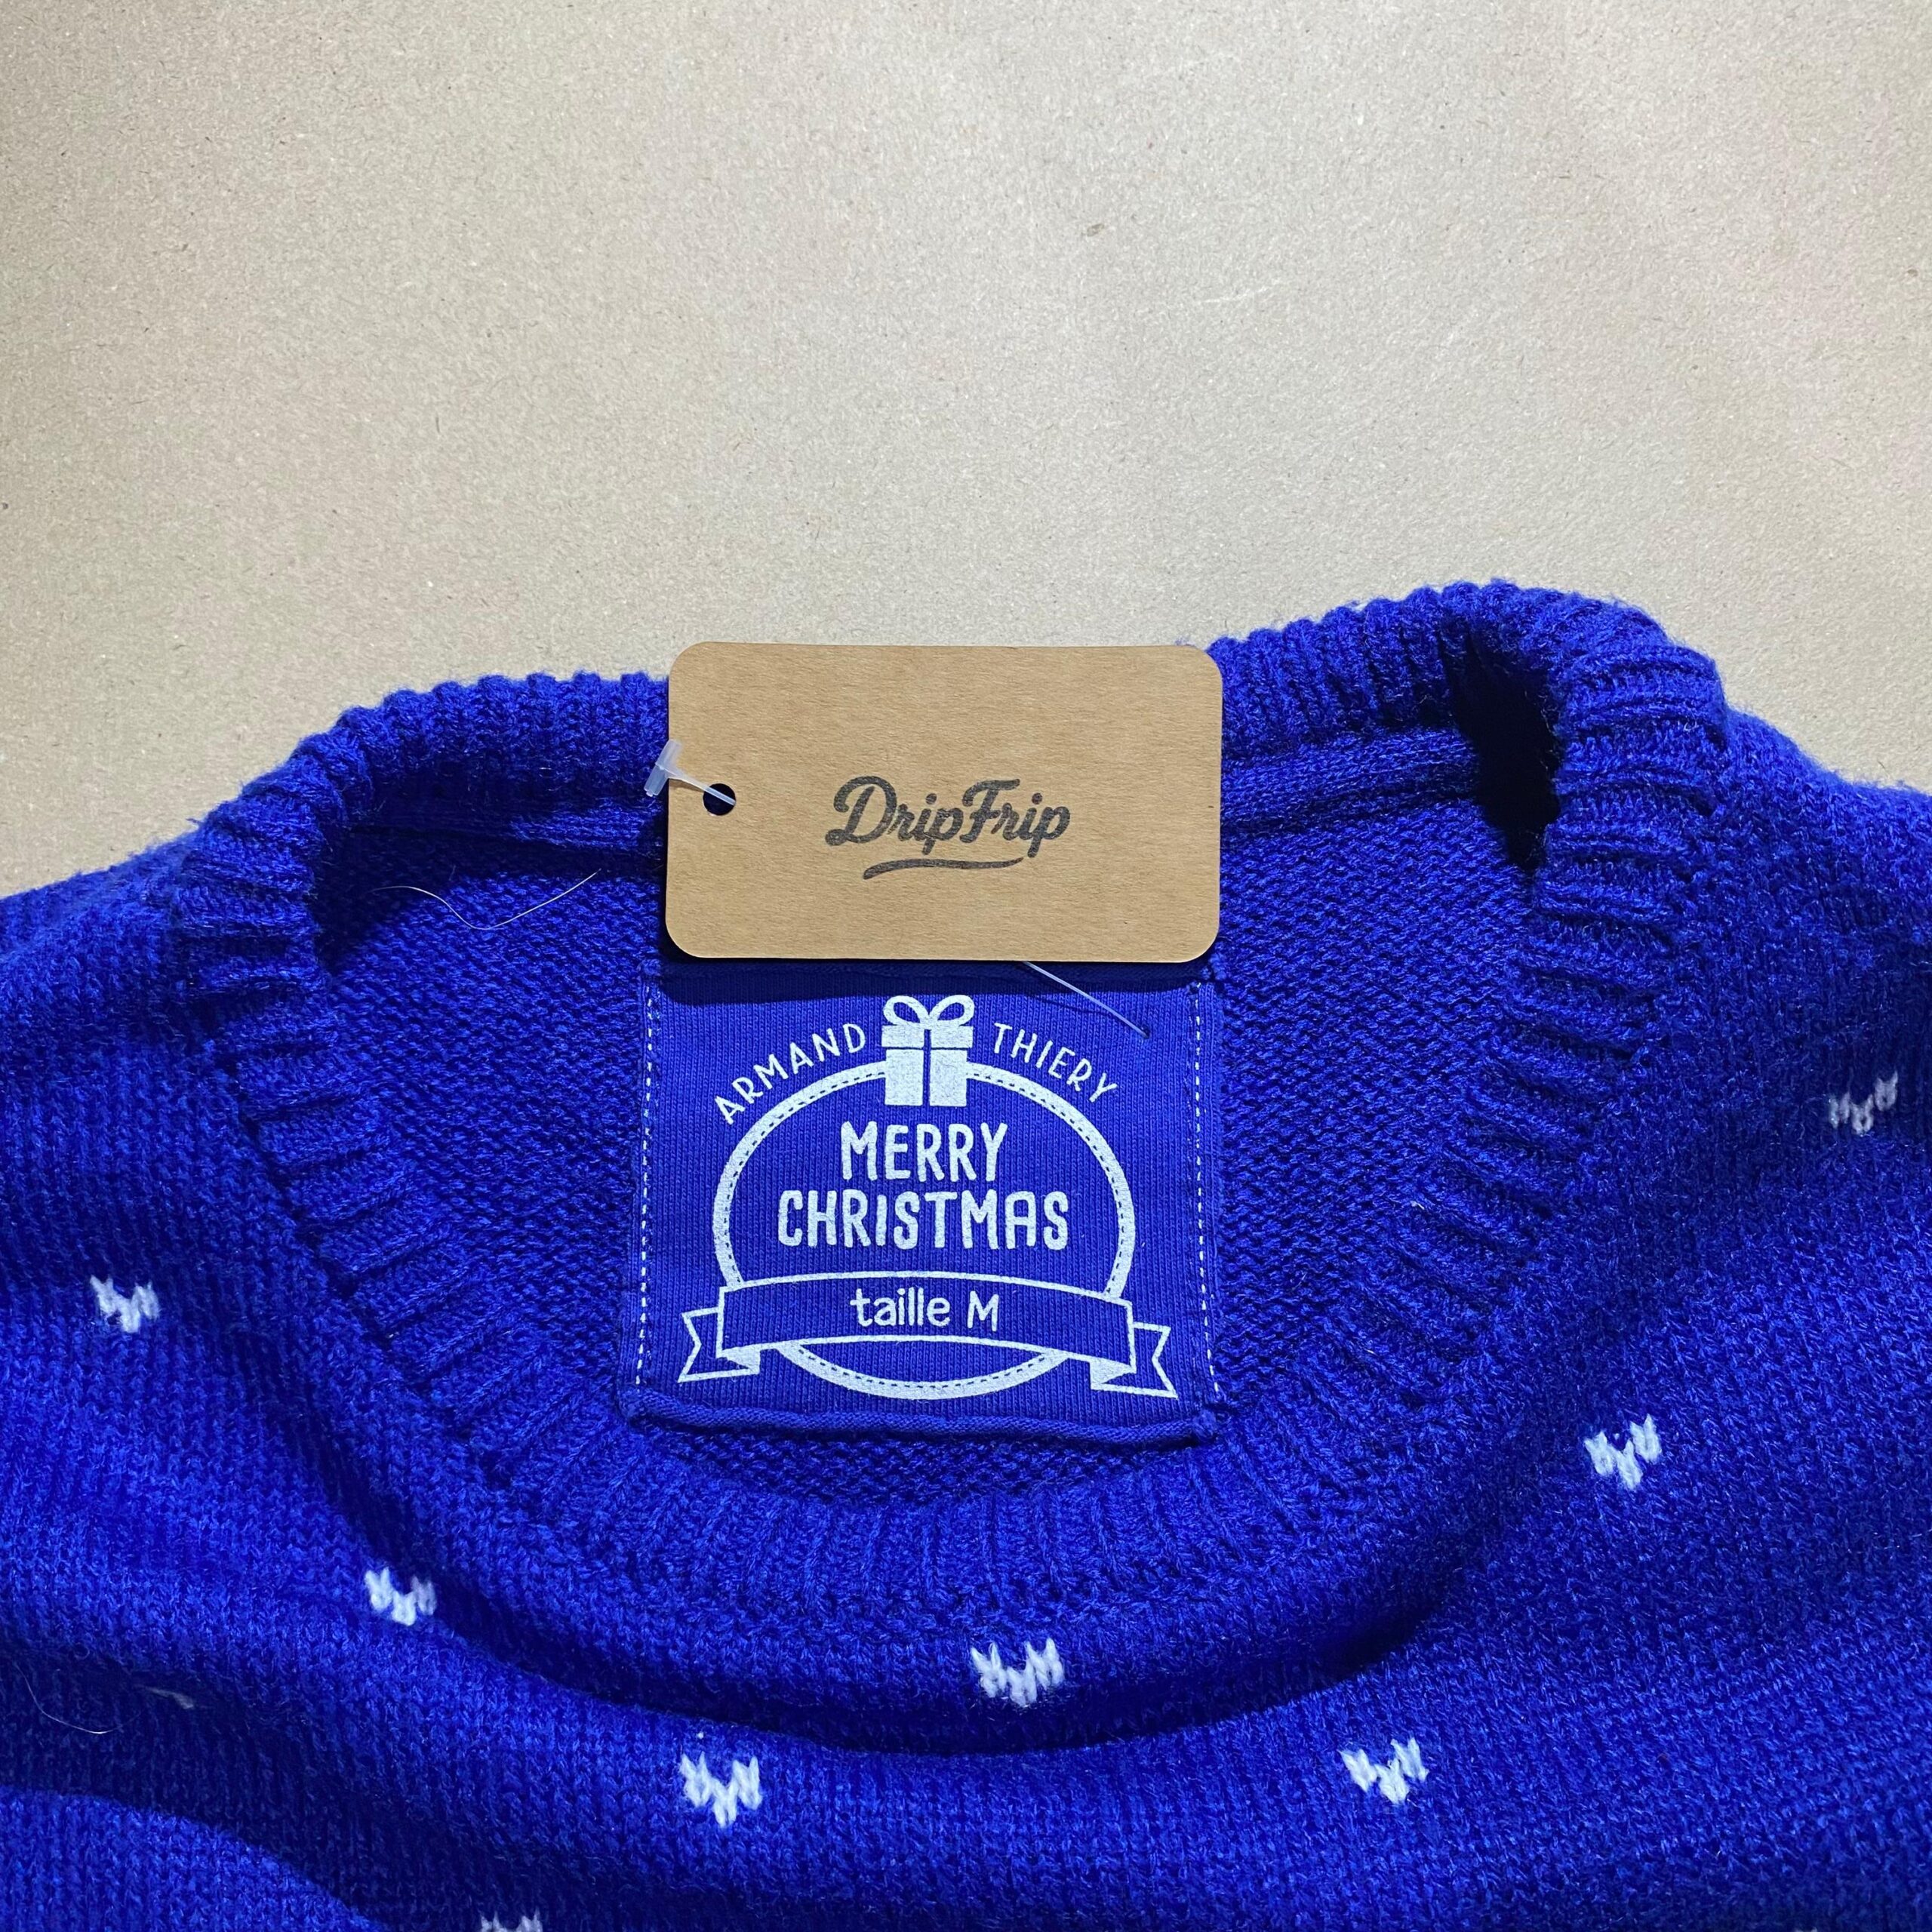 DripFrip
ARMAND THIERY
MERRY
CHRISTMAS
taille M